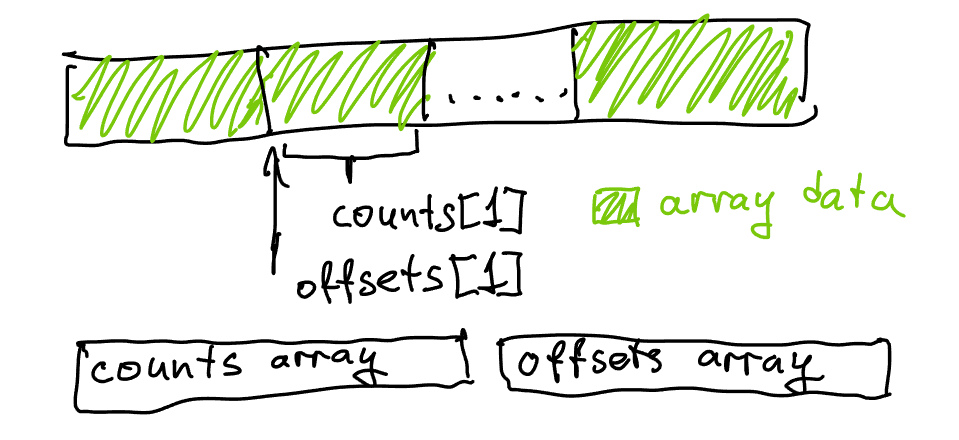 ......
counts[1]
array data
offsets[1]
counts array
offsets array